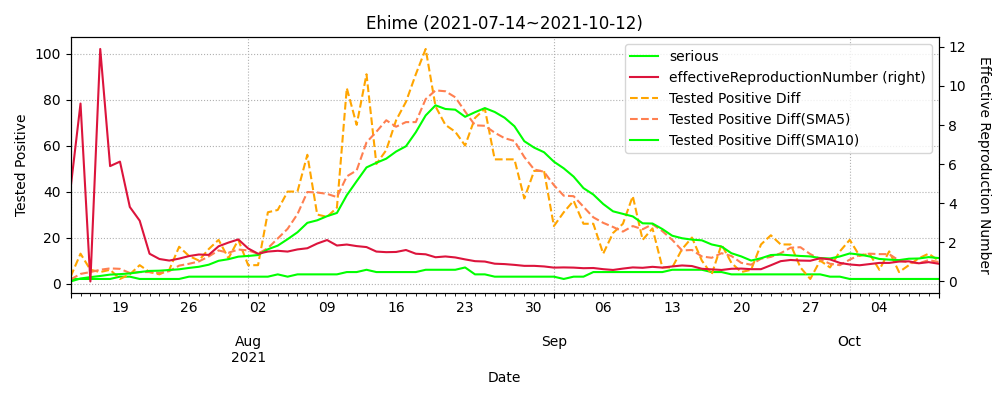 Ehime (2021-07-14~2021-10-12)
serious
effectiveReproductionNumber (right)
Tested Positive Diff
Tested Positive Diff(SMA5)
Tested Positive Diff(SMA10)
Tested Positive
100
80
60
40
20
0
Effective Reproduction Number
12
10
8
6
4
2
0
19 26 02 09 16 23 30 06 13 20 27 04
Aug Sep Oct
2021
Date